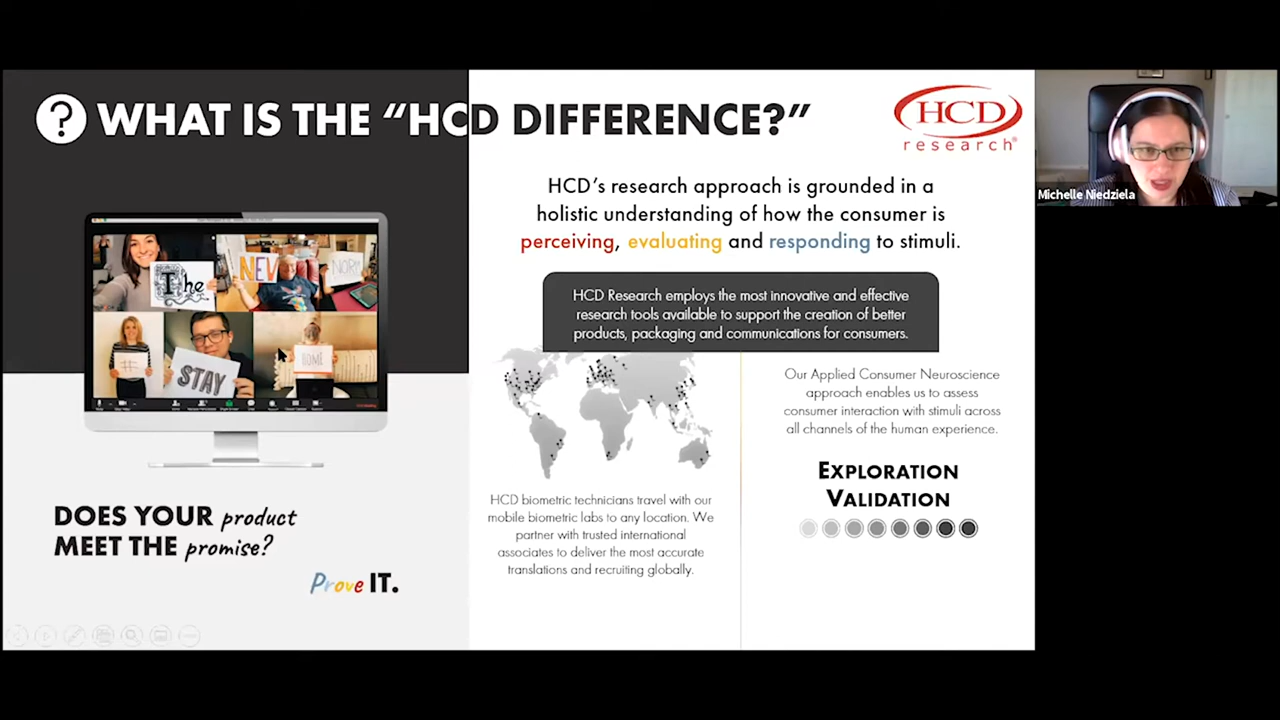 ? WHAT IS THE “HCD DIFFERENCE?”
HCD
research®
HCD’s research approach is grounded in a
holistic understanding of how the consumer is
perceiving, evaluating and responding to stimuli.
HCD Research employs the most innovative and effective
research tools available to support the creation of better
products, packaging and communications for consumers.
The
NEW
NORM
#
STAY
HOME
DOES YOUR product
MEET THE promise?
Prove IT.
HCD biometric technicians travel with our
mobile biometric labs to any location. We
partner with trusted international
associates to deliver the most accurate
translations and recruiting globally.
Our Applied Consumer Neuroscience
approach enables us to assess
consumer interaction with stimuli across
all channels of the human experience.
EXPLORATION
VALIDATION
Michelle Niedziela